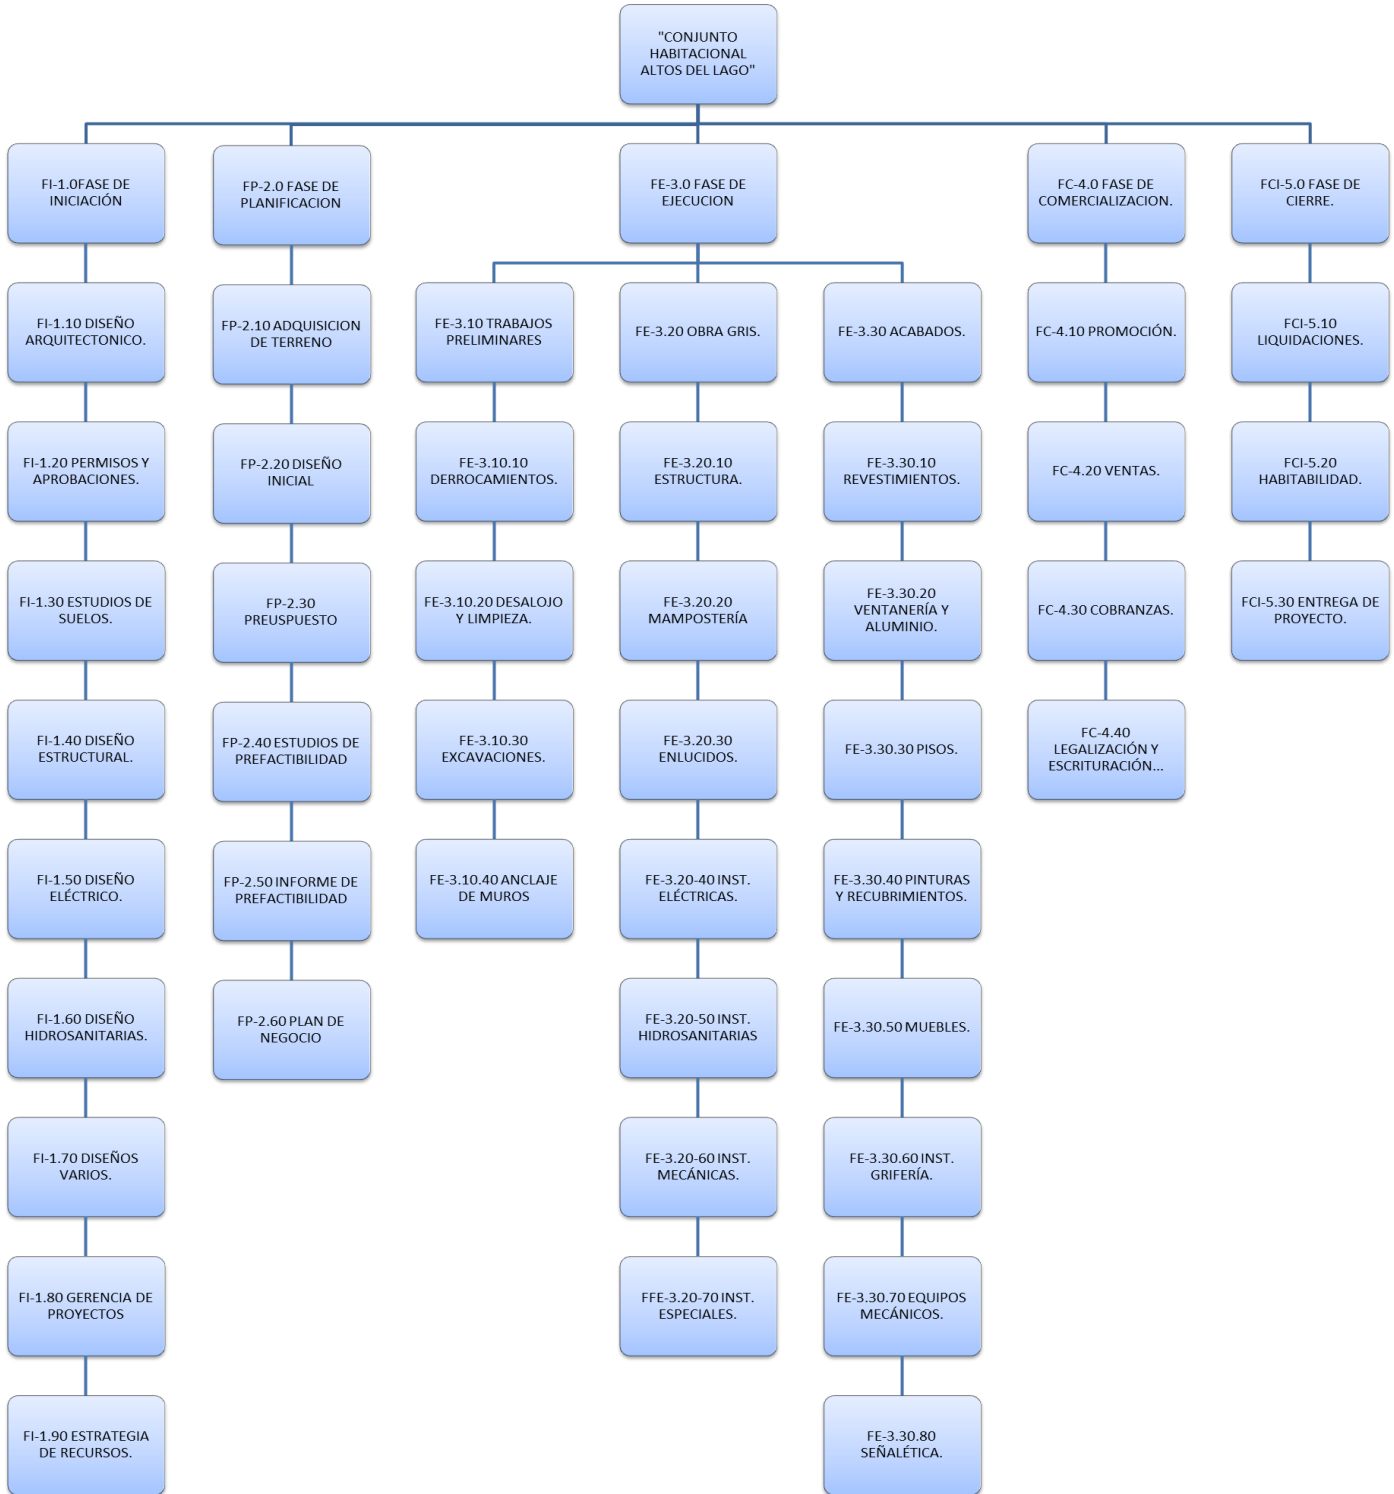 "CONJUNTO
HABITACIONAL
ALTOS DEL LAGO"
FI-1.0FASE DE
INICIACIÓN
FI-1.10 DISEÑO
ARQUITECTONICO.
FI-1.20 PERMISOS Y
APROBACIONES.
FI-1.30 ESTUDIOS DE
SUELOS.
FI-1.40 DISEÑO
ESTRUCTURAL.
FI-1.50 DISEÑO
ELÉCTRICO.
FI-1.60 DISEÑO
HIDROSANITARIAS.
FI-1.70 DISEÑOS
VARIOS.
FI-1.80 GERENCIA DE
PROYECTOS
FI-1.90 ESTRATEGIA
DE RECURSOS.
FP-2.0 FASE DE
PLANIFICACION
FP-2.10 ADQUISICION
DE TERRENO
FP-2.20 DISEÑO
INICIAL
FP-2.30
PREUSPUESTO
FP-2.40 ESTUDIOS DE
PREFACTIBILIDAD
FP-2.50 INFORME DE
PREFACTIBILIDAD
FP-2.60 PLAN DE
NEGOCIO
FE-3.0 FASE DE
EJECUCION
FE-3.10 TRABAJOS
PRELIMINARES
FE-3.10.10
DERROCAMIENTOS.
FE-3.10.20 DESALOJO
Y LIMPIEZA.
FE-3.10.30
EXCAVACIONES.
FE-3.10.40 ANCLAJE
DE MUROS
FE-3.20 OBRA GRIS.
FE-3.20.10
ESTRUCTURA.
FE-3.20.20
MAMPOSTERÍA
FE-3.20.30
ENLUCIDOS.
FE-3.20-40 INST.
ELÉCTRICAS.
FE-3.20-50 INST.
HIDROSANITARIAS
FE-3.20-60 INST.
MECÁNICAS.
FFE-3.20-70 INST.
ESPECIALES.
FE-3.30 ACABADOS.
FE-3.30.10
REVESTIMIENTOS.
FE-3.30.20
VENTANERÍA Y
ALUMINIO.
FE-3.30.30 PISOS.
FE-3.30.40 PINTURAS
Y RECUBRIMIENTOS.
FE-3.30.50 MUEBLES.
FE-3.30.60 INST.
GRIFERÍA.
FE-3.30.70 EQUIPOS
MECÁNICOS.
FE-3.30.80
SEÑALÉTICA.
FC-4.0 FASE DE
COMERCIALIZACION.
FC-4.10 PROMOCIÓN.
FC-4.20 VENTAS.
FC-4.30 COBRANZAS.
FC-4.40
LEGALIZACIÓN Y
ESCRITURACIÓN...
FCI-5.0 FASE DE
CIERRE.
FCI-5.10
LIQUIDACIONES.
FCI-5.20
HABITABILIDAD.
FCI-5.30 ENTREGA DE
PROYECTO.